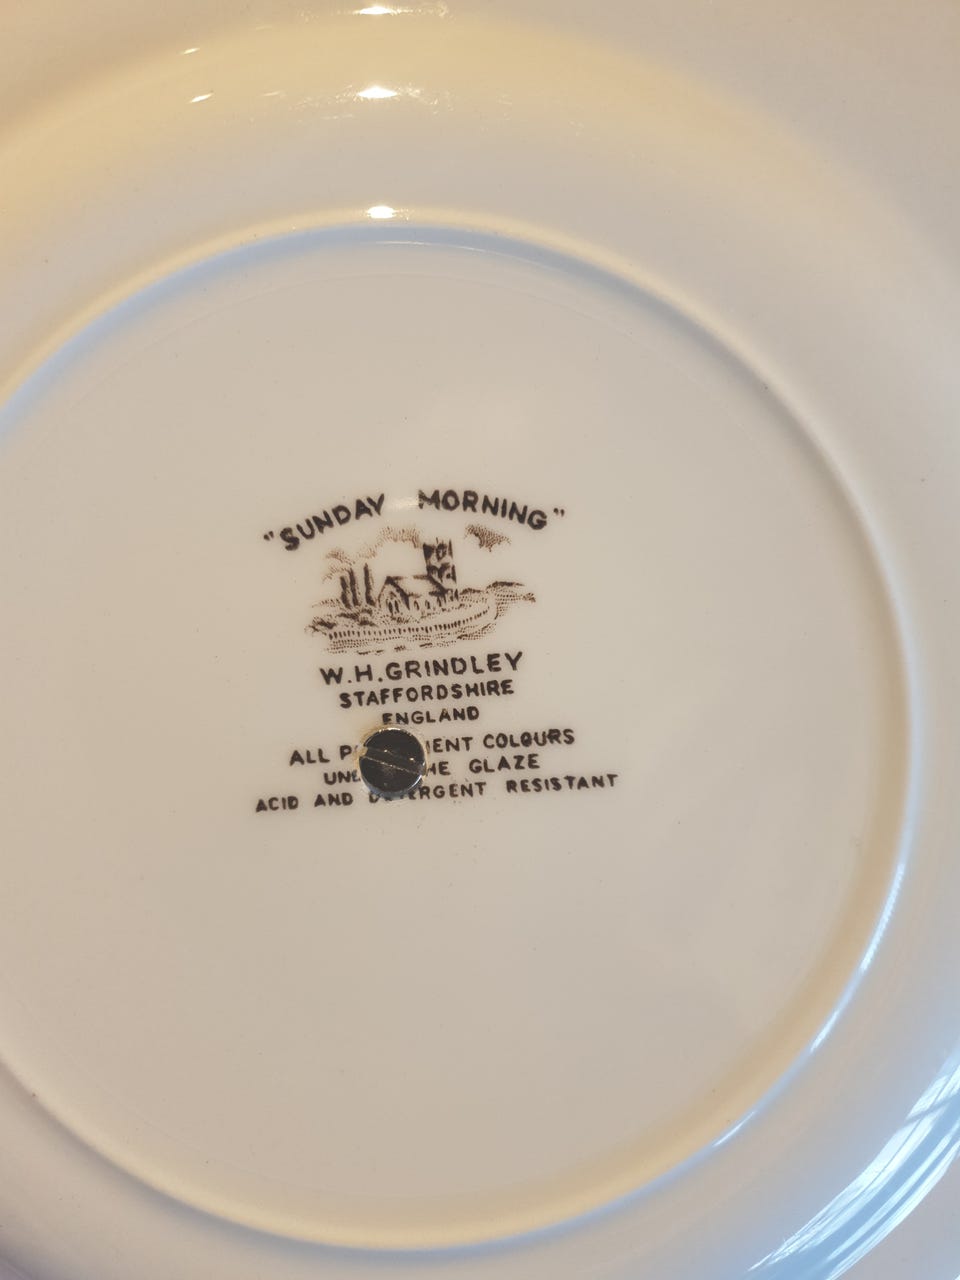 "SUNDAY MORNING"
W.H.GRINDLEY
STAFFORDSHIRE
ENGLAND
ALL COLOURS
GLAZE
ACID AND RESISTANT